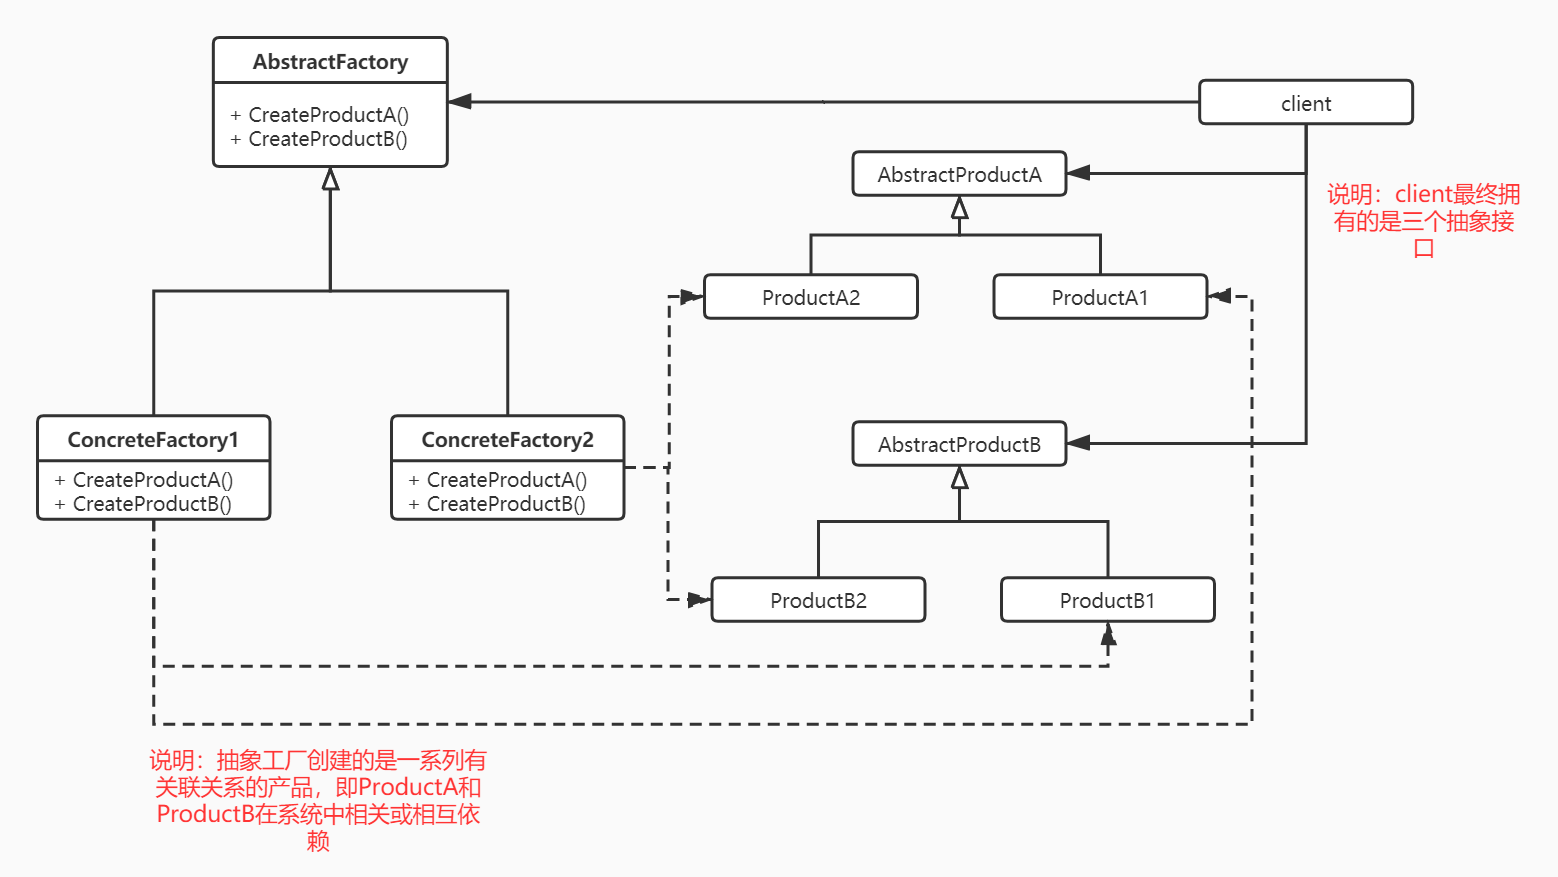 AbstractFactory
+ CreateProductA()
+ CreateProductB()
client
AbstractProductA
说明：client最终拥
有的是三个抽象接
口
ProductA2
ProductA1
ConcreteFactory1
+ CreateProductA()
+ CreateProductB()
ConcreteFactory2
+ CreateProductA()
+ CreateProductB()
AbstractProductB
ProductB2
ProductB1
说明：抽象工厂创建的是一系列有
关联关系的产品，即ProductA和
ProductB在系统中相关或相互依
赖